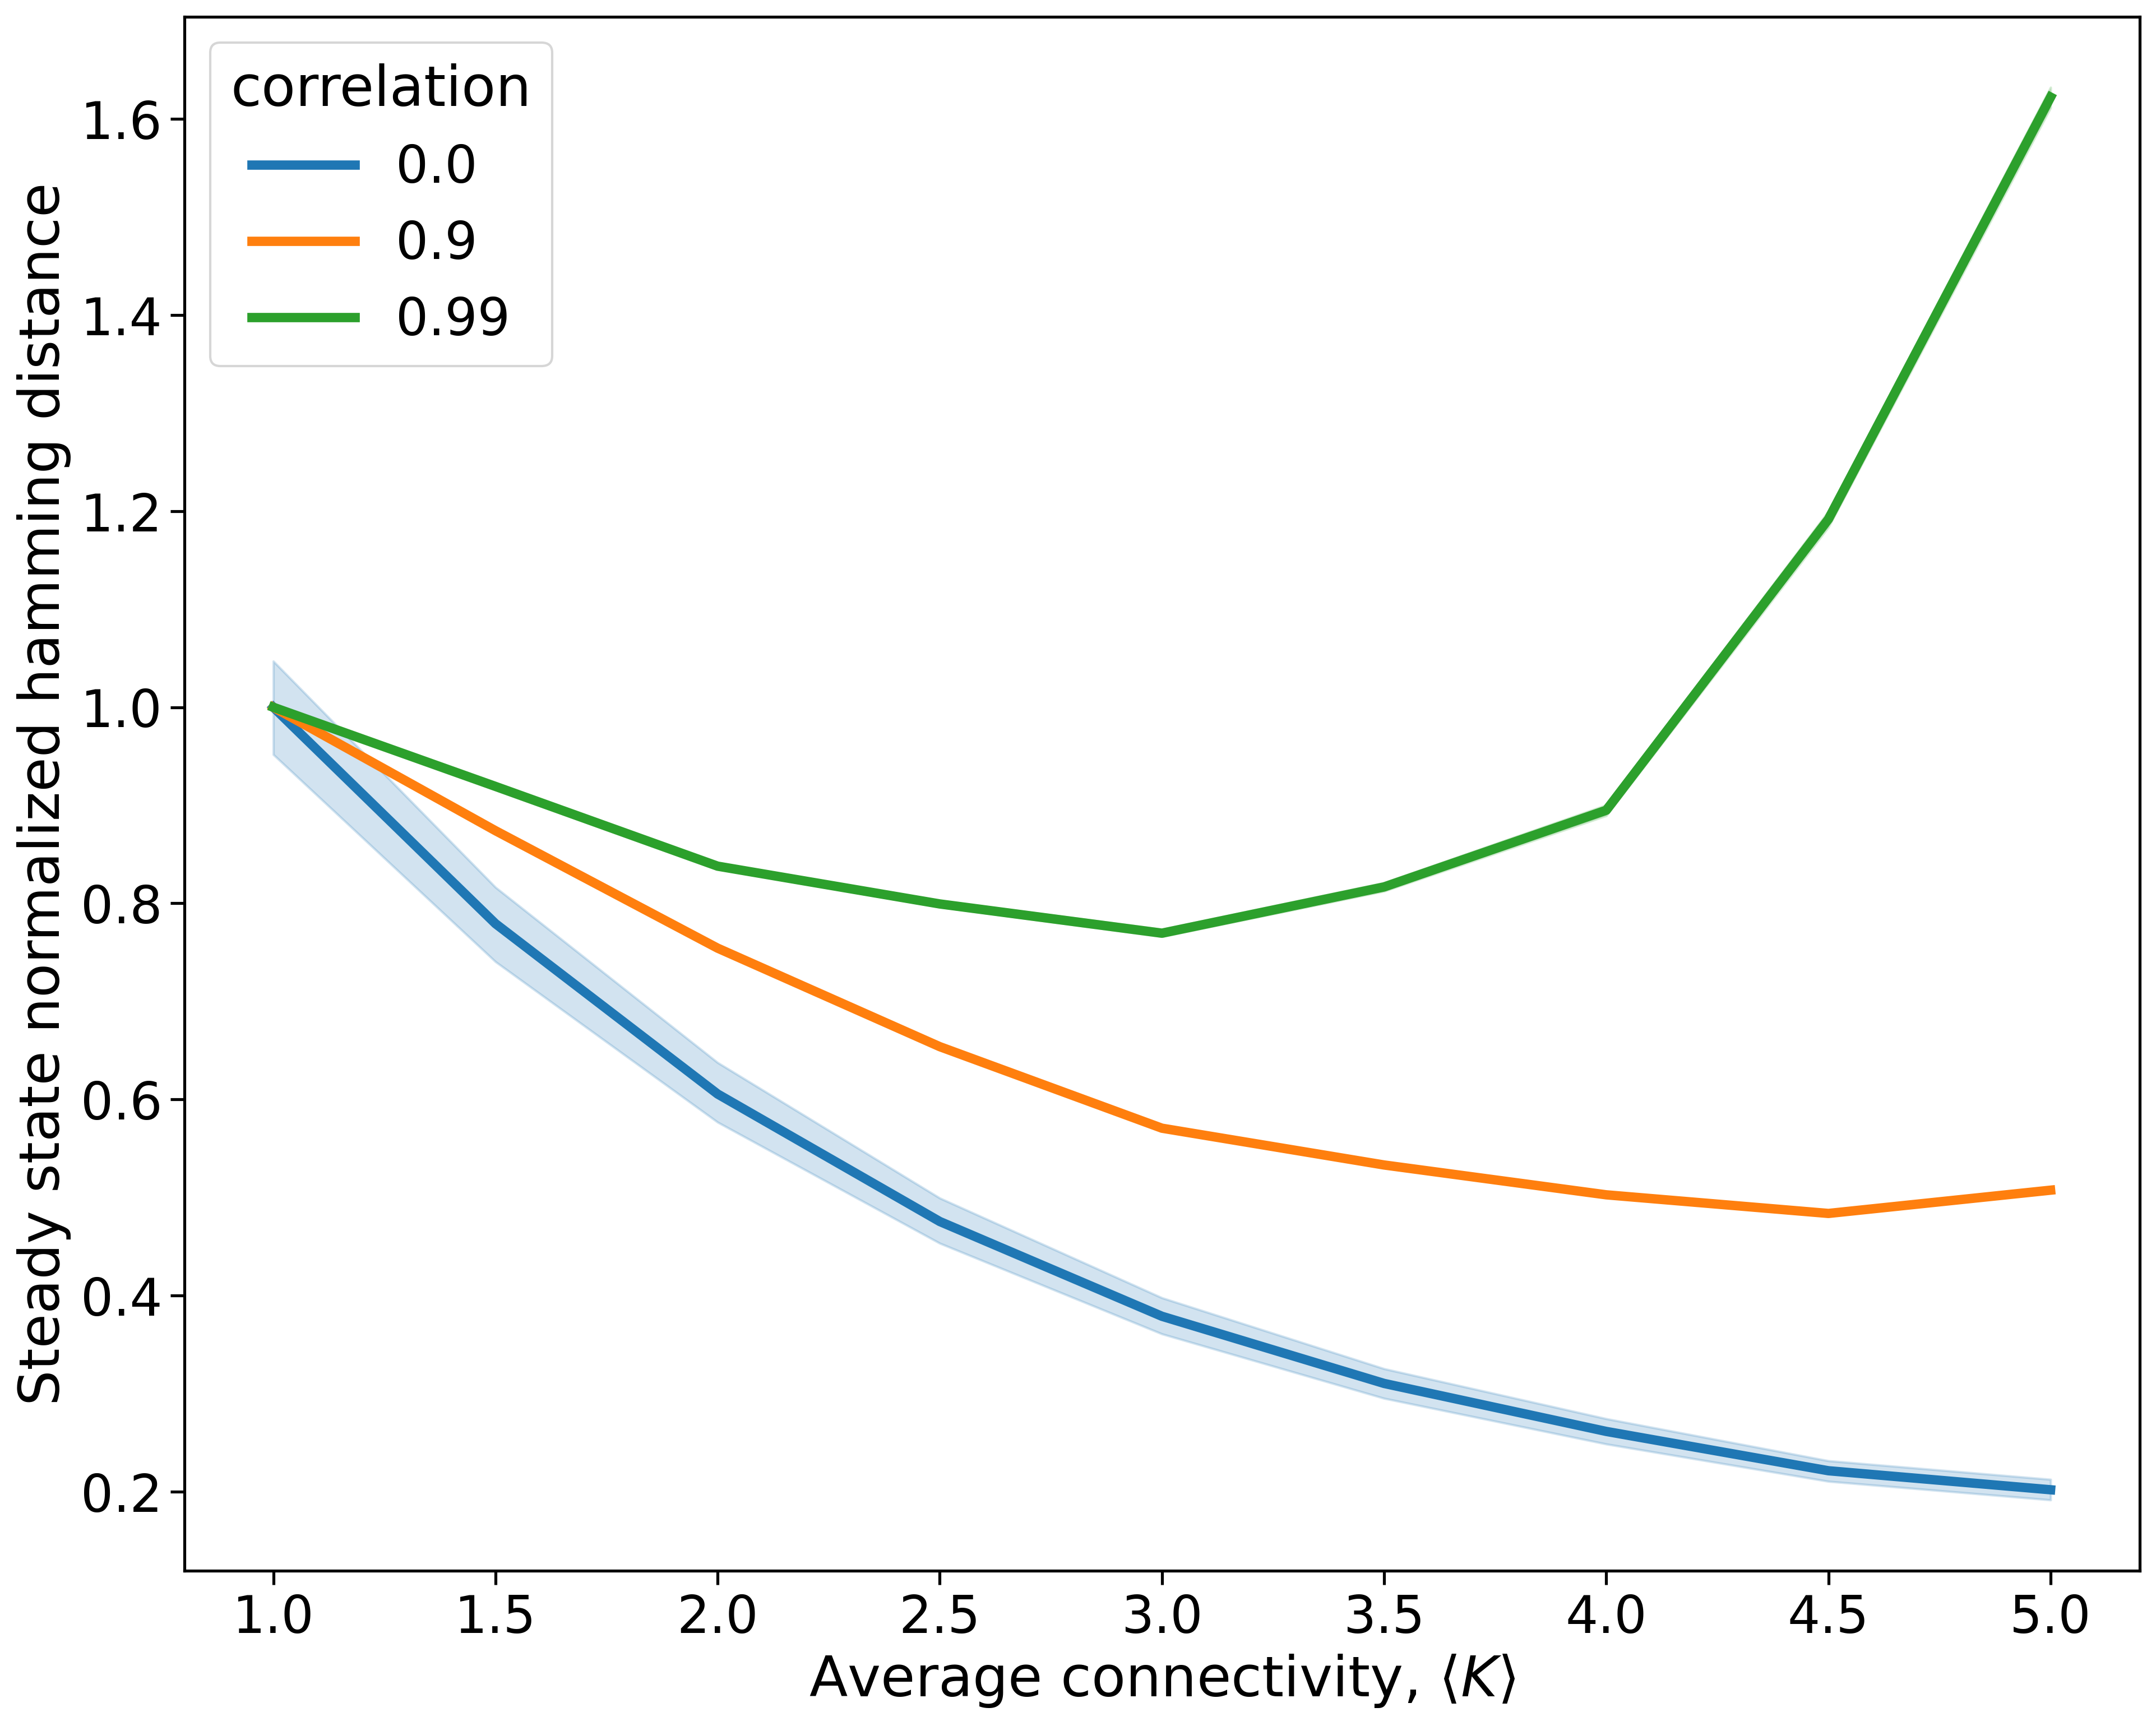 correlation
0.0
0.9
0.99
Steady state normalized hamming distance
1.6
1.4
1.2
1.0
0.8
0.6
0.4
0.2
1.0 1.5 2.0 2.5 3.0 3.5 4.0 4.5 5.0
Average connectivity, ⟨K⟩